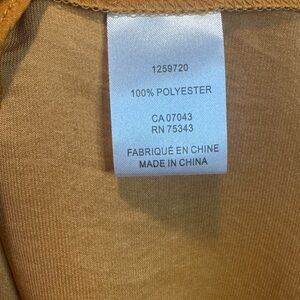 1259720
100% POLYESTER
CA 07043
RN 75343
FABRIQUÉ EN CHINE
MADE IN CHINA